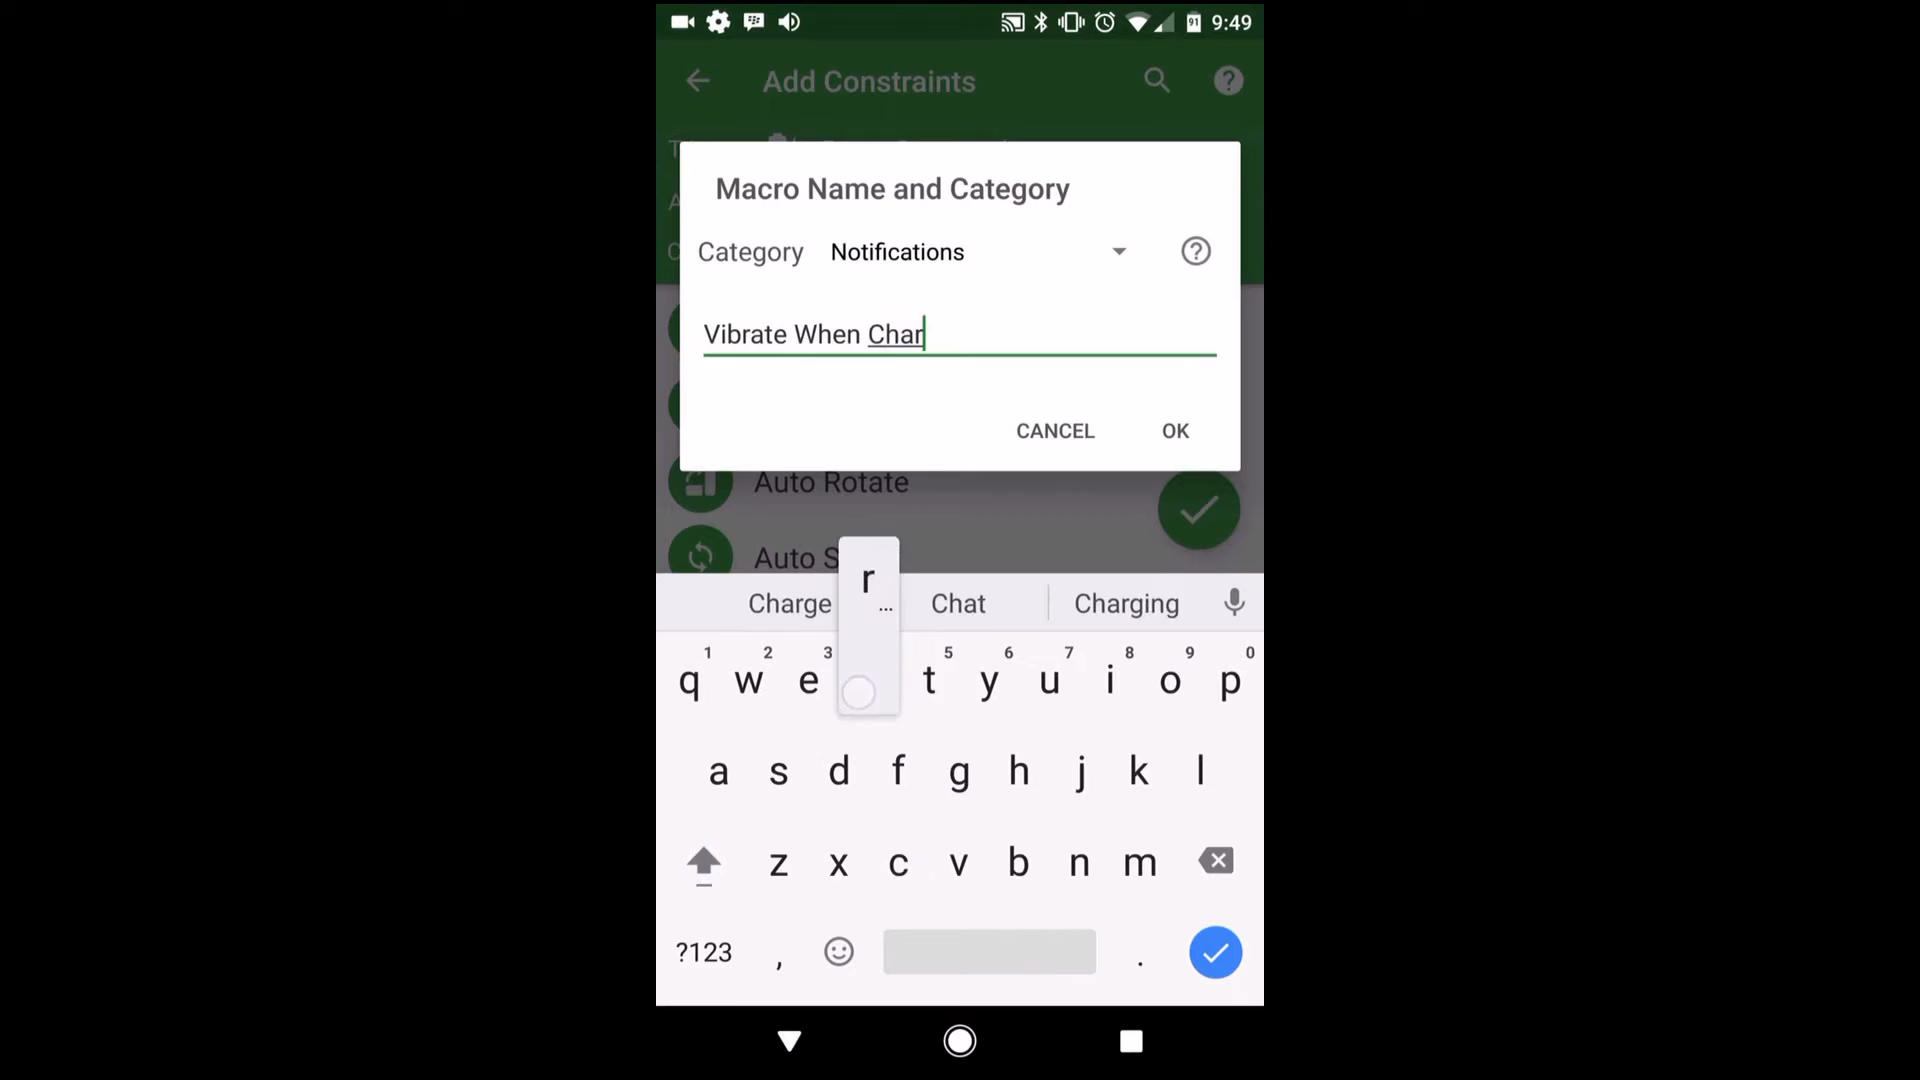 91 9:49
Add Constraints
Macro Name and Category
Category Notifications
Vibrate When Char
CANCEL OK
Auto Rotate
Auto S
r
...
Charge Chat Charging
1 2 3 5 6 7 8 9 0
q w e t y u i o p
a s d f g h j k l
z x c v b n m
?123 , .